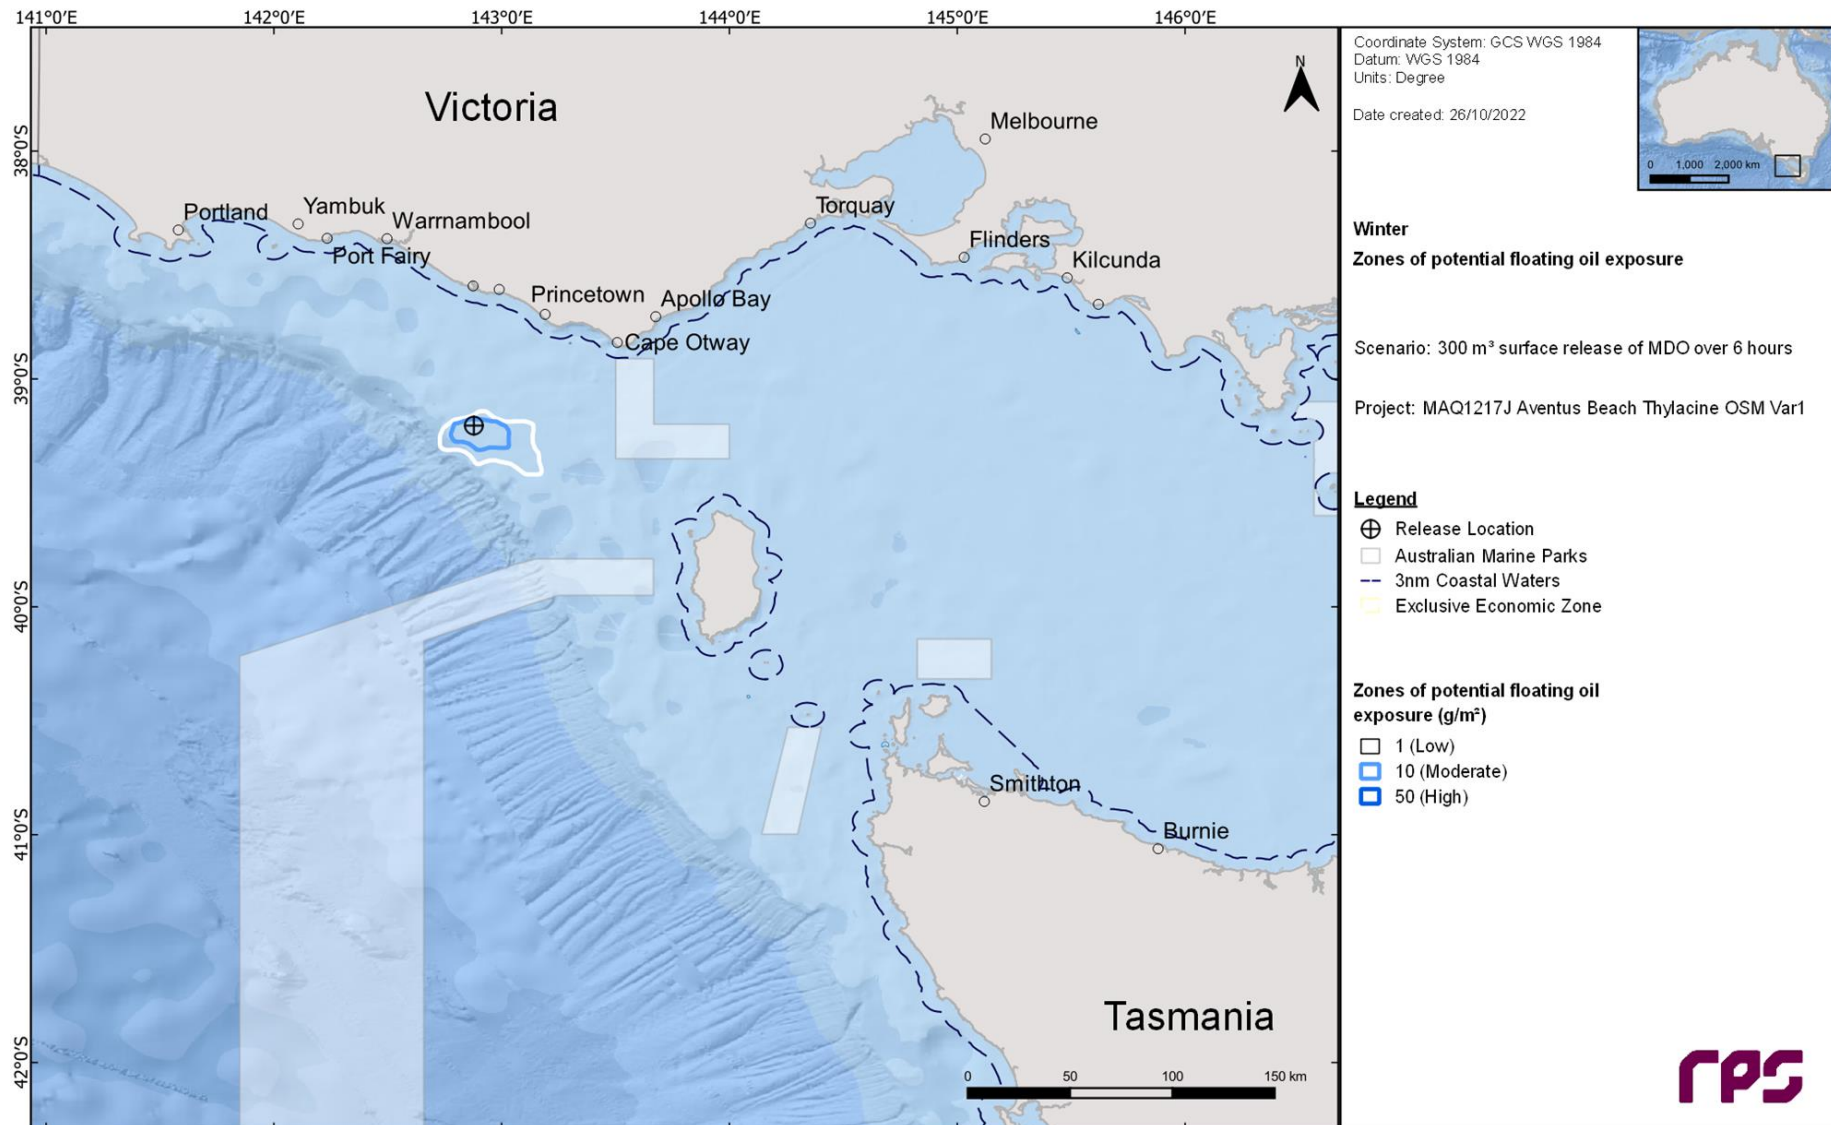 141°0'E
142°0'E
143°0'E
144°0'E
145°0'E
146°0'E
38°0'S
39°0'S
40°0'S
41°0'S
42°0'S
Victoria
N
Melbourne
Portland
Yambuk
Warrnambool
Port Fairy
Torquay
Flinders
Kilcunda
Princetown
Apollo Bay
Cape Otway
Smithton
Burnie
Tasmania
0 50 100 150 km
Coordinate System: GCS WGS 1984
Datum: WGS 1984
Units: Degree
Date created: 26/10/2022
0 1,000 2,000 km
Winter
Zones of potential floating oil exposure
Scenario: 300 m³ surface release of MDO over 6 hours
Project: MAQ1217J Aventus Beach Thylacine OSM Var1
Legend
Release Location
Australian Marine Parks
3nm Coastal Waters
Exclusive Economic Zone
Zones of potential floating oil
exposure (g/m²)
1 (Low)
10 (Moderate)
50 (High)
rps